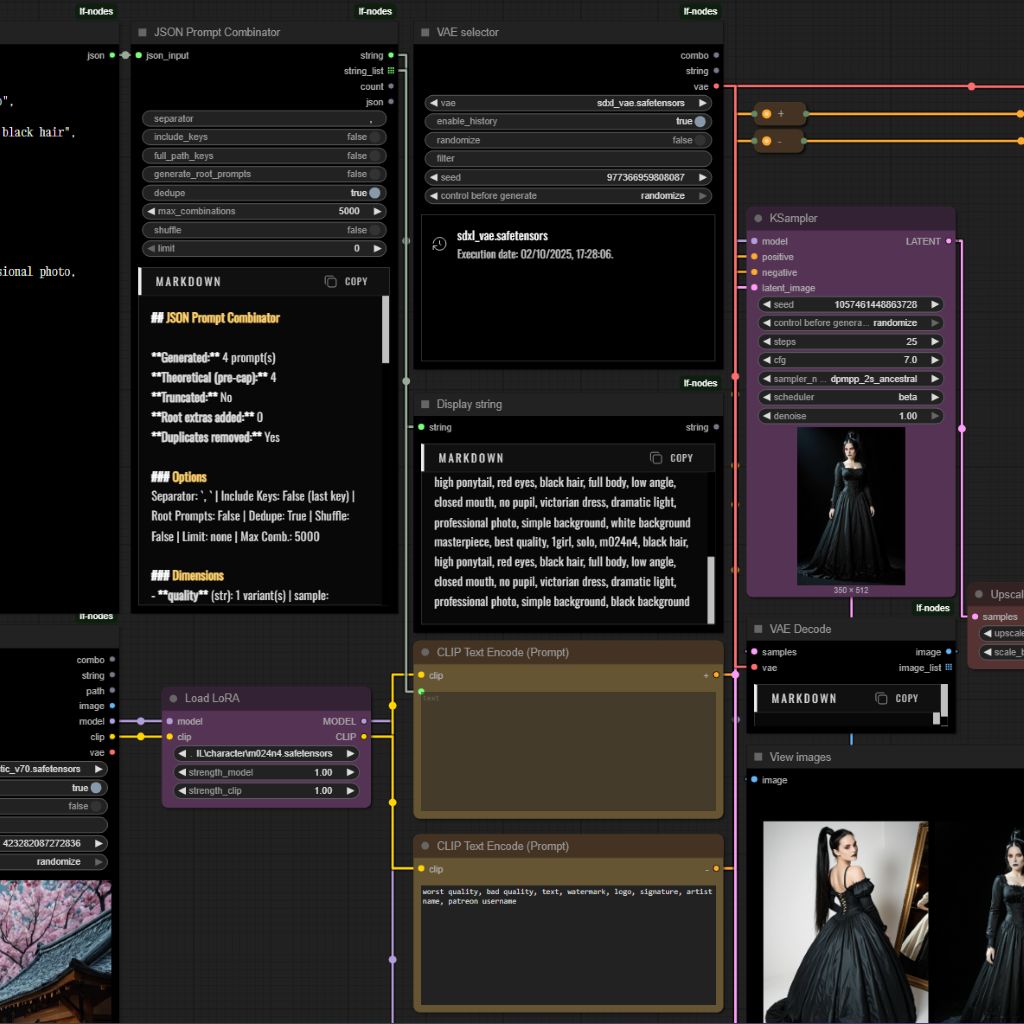 lf-nodes
lf-nodes
lf-nodes
json
o",
black hair",
sional photo,
JSON Prompt Combinator
json_input
string
string_list
count
json
separator ,
include_keys false
full_path_keys false
generate_root_prompts false
dedupe true
max_combinations 5000
shuffle false
limit 0
MARKDOWN COPY
## JSON Prompt Combinator
**Generated:** 4 prompt(s)
**Theoretical (pre-cap):** 4
**Truncated:** No
**Root extras added:** 0
**Duplicates removed:** Yes
### Options
Separator: `, ` | Include Keys: False (last key) |
Root Prompts: False | Dedupe: True | Shuffle:
False | Limit: none | Max Comb.: 5000
### Dimensions
- **quality** (str): 1 variant(s) | sample:
VAE selector
combo
string
vae
vae sdxl_vae.safetensors
enable_history true
randomize false
filter
seed 977366959808087
control before generate randomize
sdxl_vae.safetensors
Execution date: 02/10/2025, 17:28:06.
lf-nodes
Display string
string string
MARKDOWN COPY
high ponytail, red eyes, black hair, full body, low angle,
closed mouth, no pupil, victorian dress, dramatic light,
professional photo, simple background, white background
masterpiece, best quality, 1girl, solo, m024n4, black hair,
high ponytail, red eyes, black hair, full body, low angle,
closed mouth, no pupil, victorian dress, dramatic light,
professional photo, simple background, black background
+
-
KSampler
model LATENT
positive
negative
latent_image
seed 1057461448863728
control before genera... randomize
steps 25
cfg 7.0
sampler_n ... dpmpp_2s_ancestral
scheduler beta
denoise 1.00
350 × 512
lf-nodes
combo
string
path
image
model
clip
vae
tic_v70.safetensors
true
false
423282087272836
randomize
Load LoRA
model MODEL
clip CLIP
. IL\character\m024n4.safetensors
strength_model 1.00
strength_clip 1.00
CLIP Text Encode (Prompt)
clip +
text
CLIP Text Encode (Prompt)
clip -
worst quality, bad quality, text, watermark, logo, signature, artist
name, patreon username
lf-nodes
VAE Decode
samples image
vae image_list
MARKDOWN COPY
Upscal
samples
upscale
scale_b
View images
image